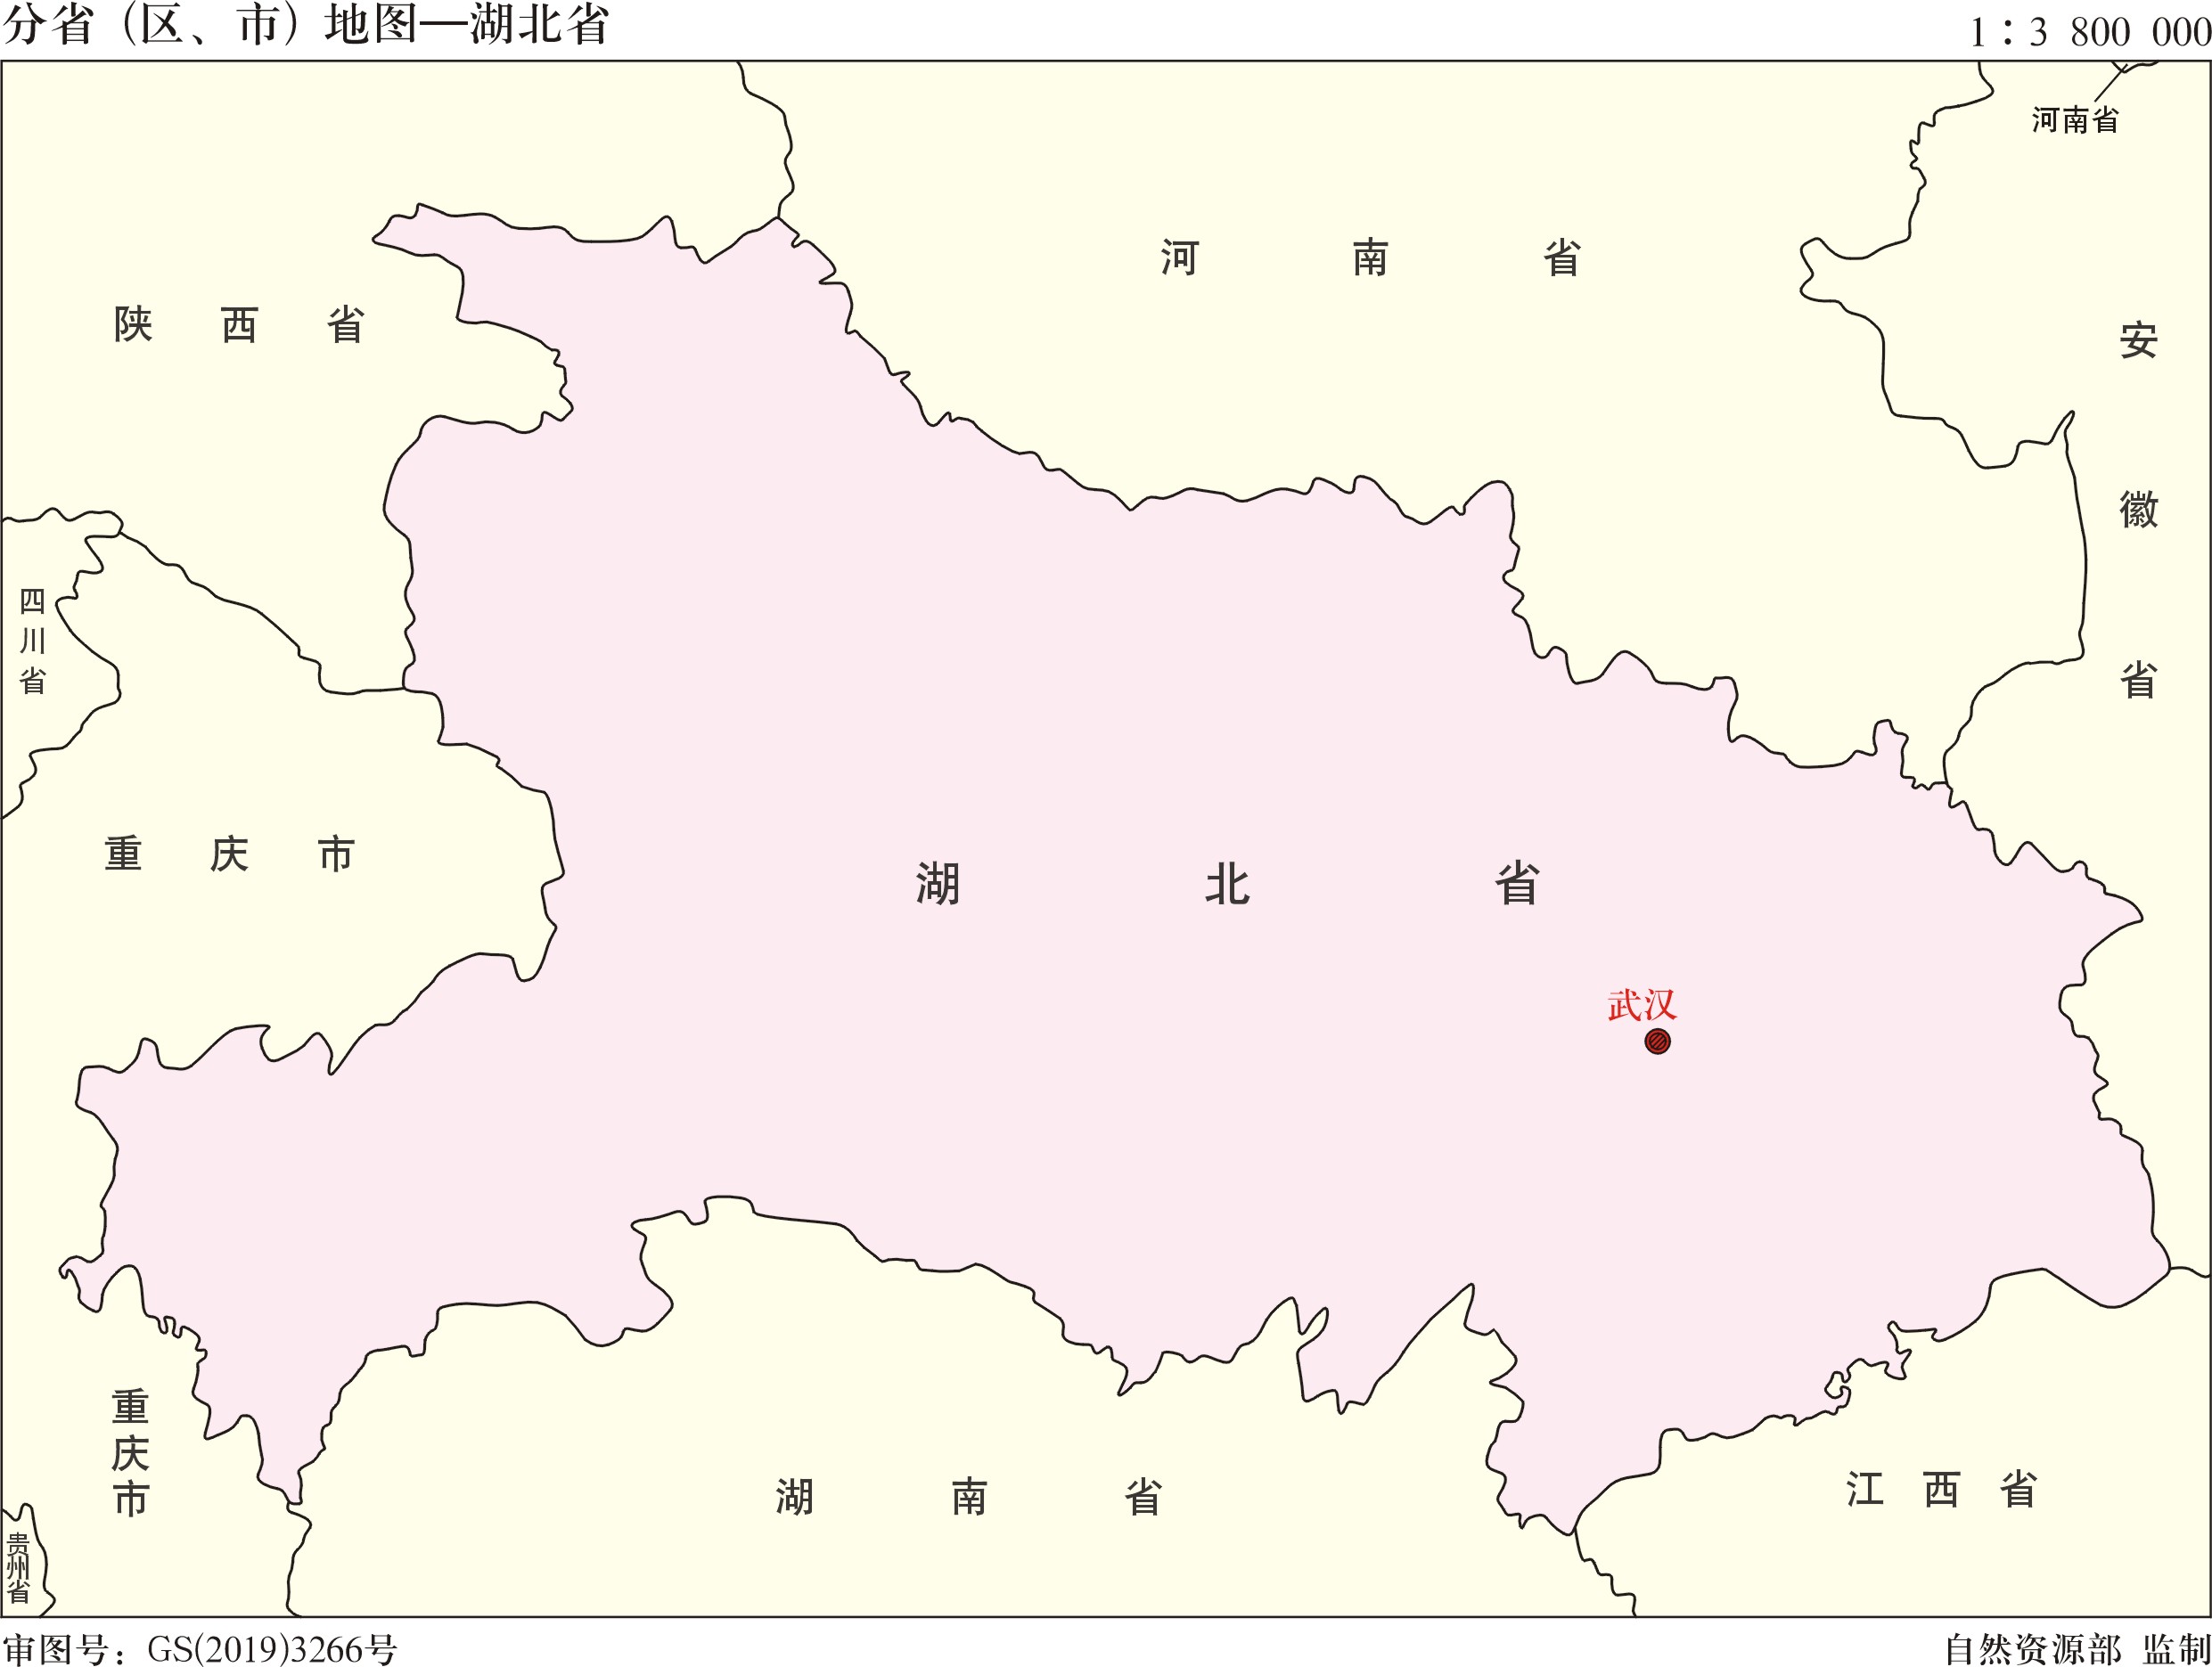 分省（区、市）地图—湖北省
1：3 800 000
河南省
河南省
陕西省
安徽省
四川省
重庆市
湖北省
武汉
重庆市
湖南省
江西省
贵州省
审图号：GS(2019)3266号
自然资源部 监制